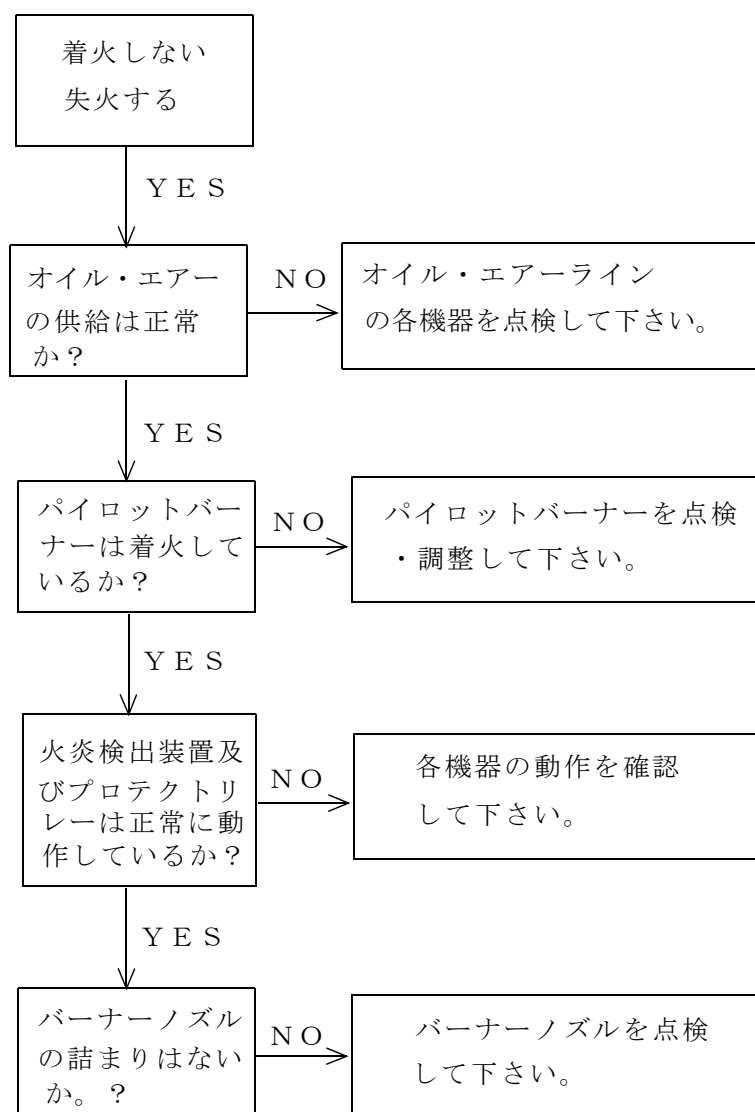 着火しない
失火する
ＹＥＳ
オイル・エアー
の供給は正常
か？
ＮＯ
オイル・エアーライン
の各機器を点検して下さい。
ＹＥＳ
パイロットバー
ナーは着火して
いるか？
ＮＯ
パイロットバーナーを点検
・調整して下さい。
ＹＥＳ
火炎検出装置及
びプロテクトリ
レーは正常に動
作しているか？
ＮＯ
各機器の動作を確認
して下さい。
ＹＥＳ
バーナーノズル
の詰まりはない
か。？
ＮＯ
バーナーノズルを点検
して下さい。